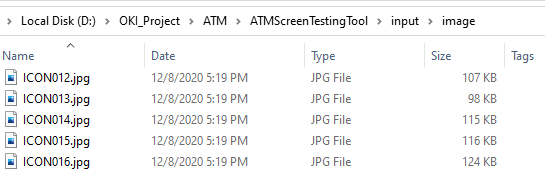 Local Disk (D:) > OKI_Project > ATM > ATMScreenTestingTool > input > image
Name Date Type Size Tags
ICON012.jpg 12/8/2020 5:19 PM JPG File 107 KB
ICON013.jpg 12/8/2020 5:19 PM JPG File 98 KB
ICON014.jpg 12/8/2020 5:19 PM JPG File 115 KB
ICON015.jpg 12/8/2020 5:19 PM JPG File 116 KB
ICON016.jpg 12/8/2020 5:19 PM JPG File 124 KB